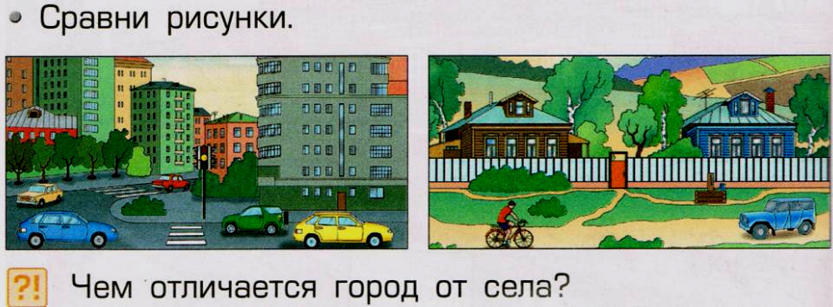 • Сравни рисунки.
?! Чем отличается город от села?